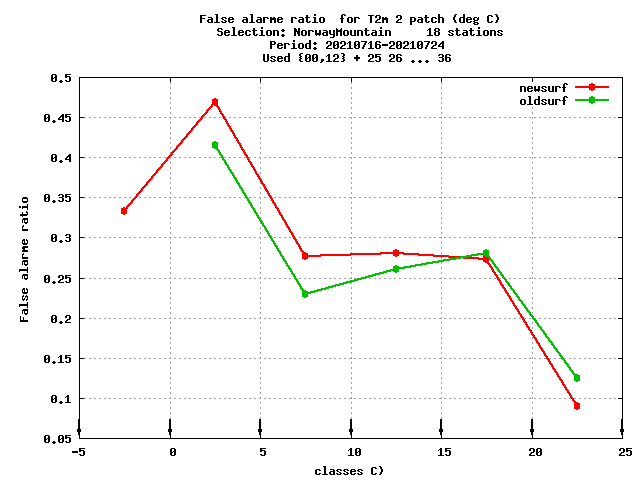 False alarme ratio  for T2m 2 patch (deg C)
Selection: NorwayMountain     18 stations
Period: 20210716-20210724
Used {00,12} + 25 26 ... 36
newsurf
oldsurf
0.5
0.45
0.4
0.35
0.3
0.25
0.2
0.15
0.1
0.05
False alarme ratio
-5 0 5 10 15 20 25
classes C)